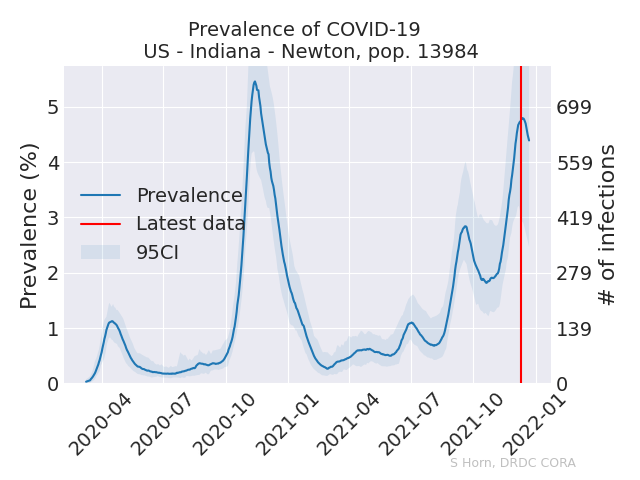 Prevalence of COVID-19
US - Indiana - Newton, pop. 13984
Prevalence (%)
5
4
3
2
1
0
Prevalence
Latest data
95CI
699
559
419
279
139
0
# of infections
2020-04
2020-07
2020-10
2021-01
2021-04
2021-07
2021-10
2022-01
S Horn, DRDC CORA